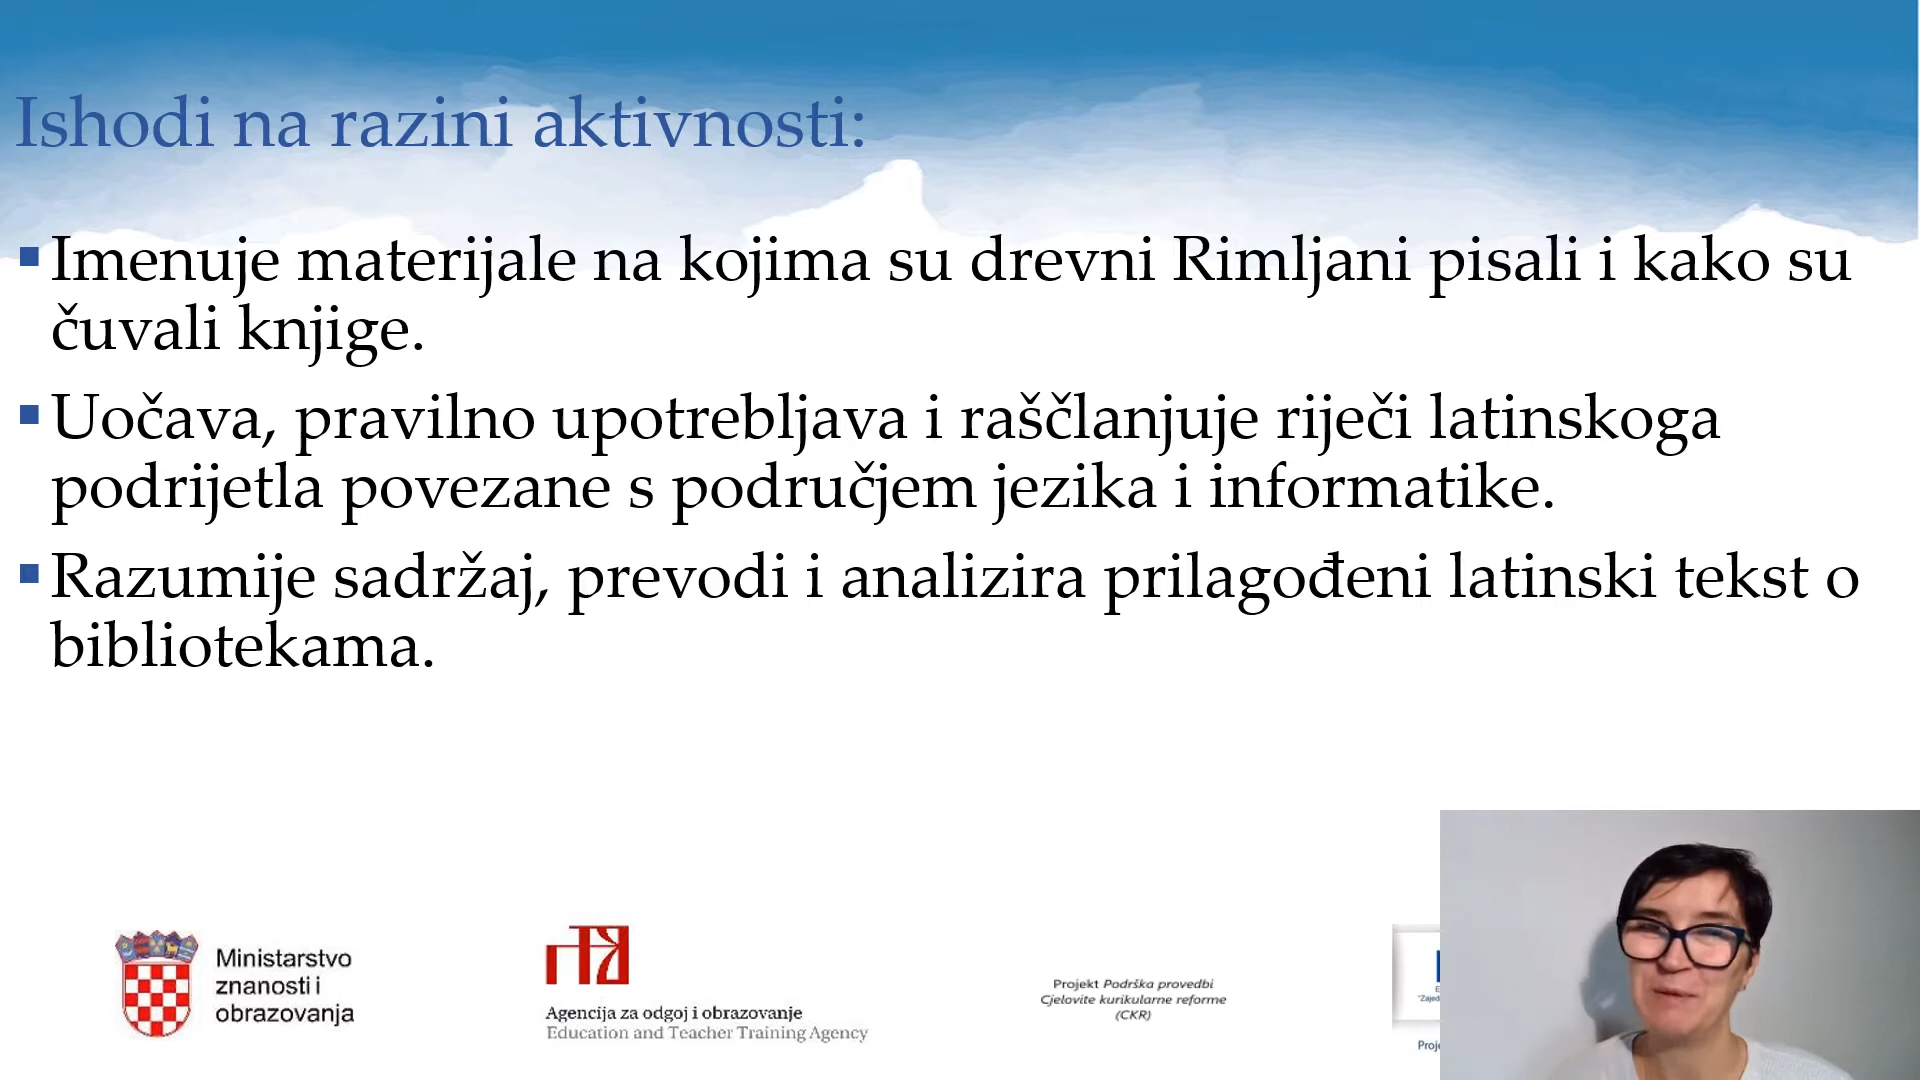 Ishodi na razini aktivnosti:
Imenuje materijale na kojima su drevni Rimljani pisali i kako su
čuvali knjige.
Uočava, pravilno upotrebljava i raščlanjuje riječi latinskoga
podrijetla povezane s područjem jezika i informatike.
Razumije sadržaj, prevodi i analizira prilagođeni latinski tekst o
bibliotekama.
Ministarstvo
znanosti i
obrazovanja
Agencija za odgoj i obrazovanje
Education and Teacher Training Agency
Projekt Podrška provedbi
Cjelovite kurikularne reforme
(CKR)